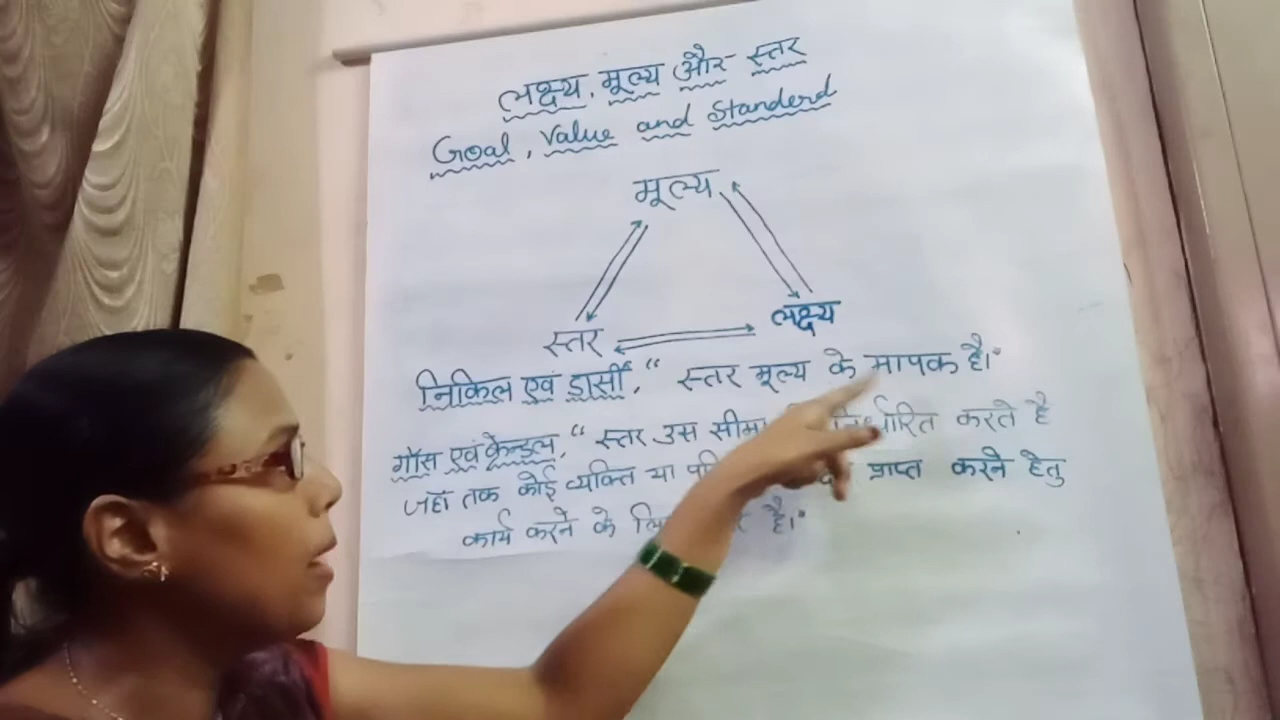 लक्ष्य, मूल्य और स्तर
Goal, Value and Standerd
मूल्य
स्तर
लक्ष्य
निकिल एवं डार्सी, “ स्तर मूल्य के मापक है।”
गॉस एवं क्रेन्डल, “ स्तर उस सीमा करते है
जहाँ तक कोई व्यक्ति या प्राप्त करने हेतु
कार्य करने के है।”